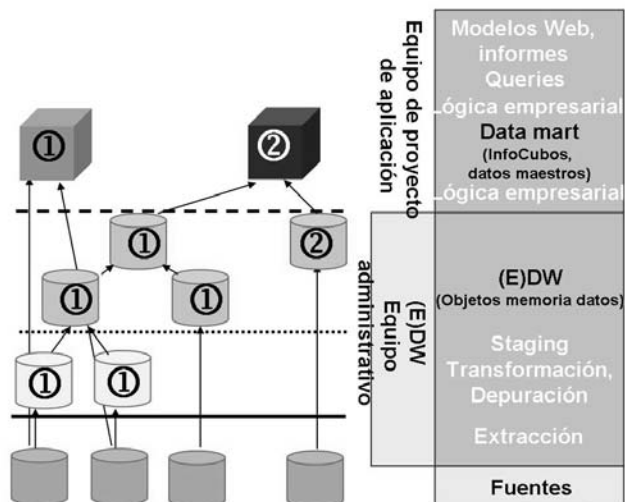 ①
②
①
②
①
①
①
①
Equipo de proyecto
de aplicación
(E)DW
Equipo
administrativo
Modelos Web,
informes
Queries
Lógica empresarial
Data mart
(InfoCubos,
datos maestros)
Lógica empresarial
(E)DW
(Objetos memoria datos)
Staging
Transformación,
Depuración
Extracción
Fuentes